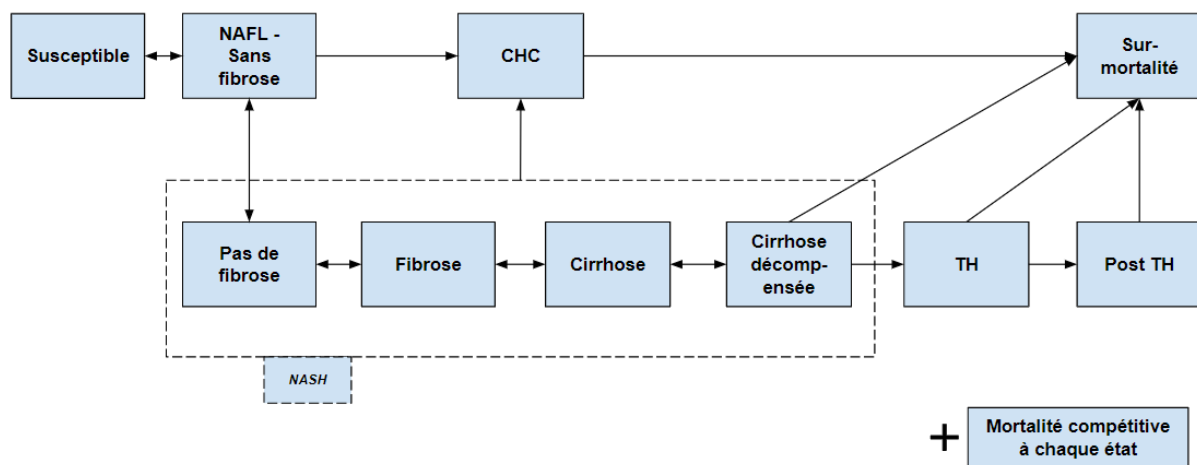 Susceptible
NAFL -
Sans
fibrose
CHC
Sur-
mortalité
Pas de
fibrose
Fibrose
Cirrhose
Cirrhose
décomp-
ensée
TH
Post TH
NASH
+
Mortalité compétitive
à chaque état